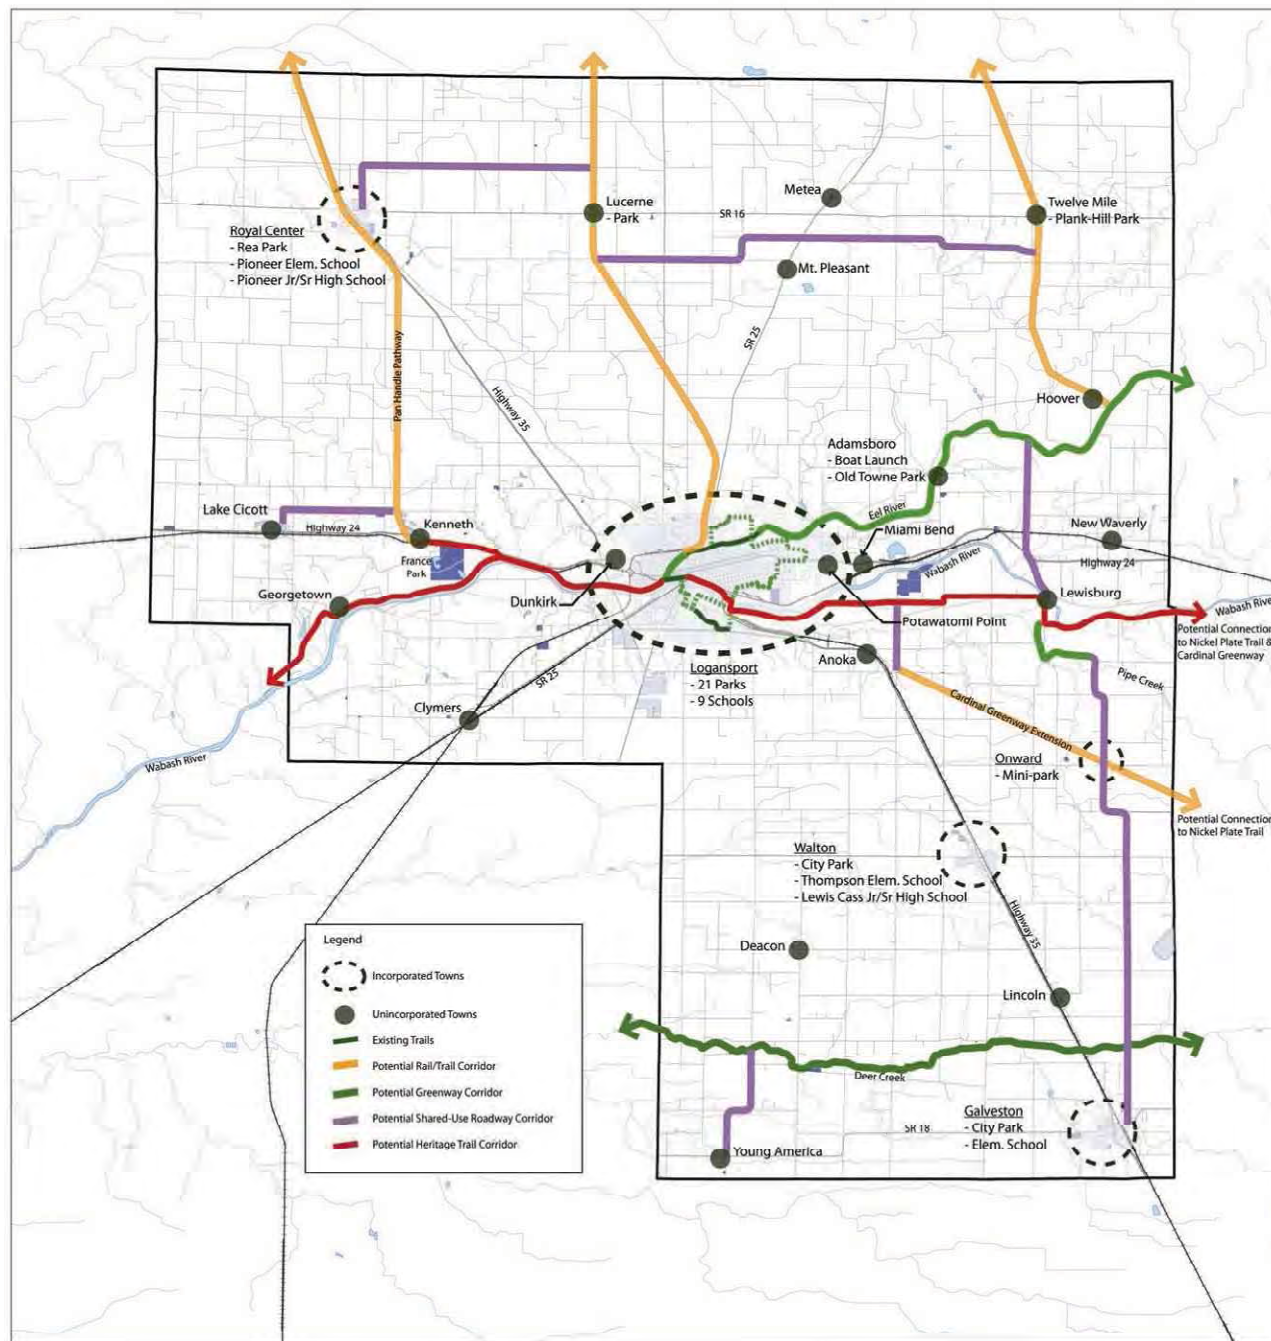 Metea
Lucerne
- Park
SR 16
Twelve Mile
- Plank-Hill Park
Royal Center
- Rea Park
- Pioneer Elem. School
- Pioneer Jr/Sr High School
Mt. Pleasant
SR 25
Pan Handle Pathway
Highway 35
Hoover
Adamsboro
- Boat Launch
- Old Towne Park
Eel River
Lake Cicott
Highway 24
Kenneth
France
Park
Miami Bend
New Waverly
Highway 24
Wabash River
Georgetown
Dunkirk
Lewisburg
Potawatomi Point
Wabash River
Potential Connection
to Nickel Plate Trail &
Cardinal Greenway
Anoka
Logansport
- 21 Parks
- 9 Schools
SR 25
Pipe Creek
Clymers
Cardinal Greenway Extension
Wabash River
Onward
- Mini-park
Potential Connection
to Nickel Plate Trail
Walton
- City Park
- Thompson Elem. School
- Lewis Cass Jr/Sr High School
Highway 35
Deacon
Lincoln
Legend
Incorporated Towns
Unincorporated Towns
Existing Trails
Potential Rail/Trail Corridor
Potential Greenway Corridor
Potential Shared-Use Roadway Corridor
Potential Heritage Trail Corridor
Deer Creek
Galveston
- City Park
- Elem. School
SR 18
Young America